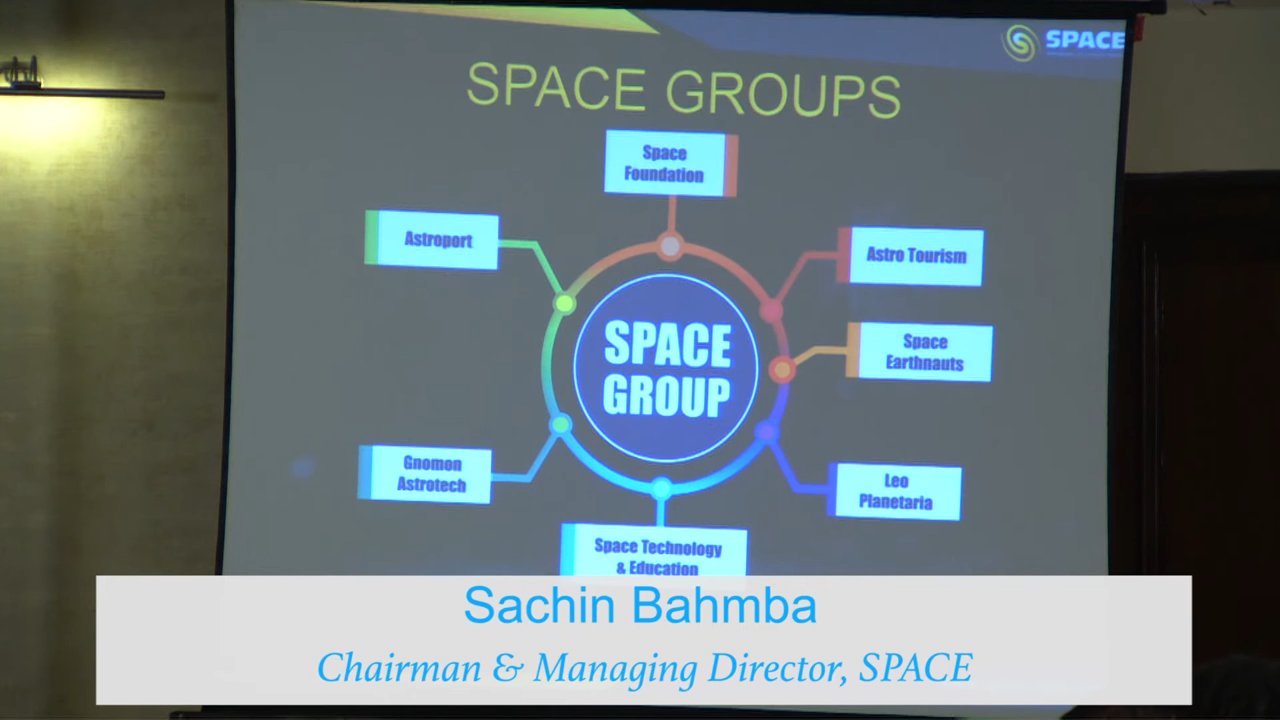 SPACE
SPACE GROUPS
Space
Foundation
Astroport
Astro Tourism
SPACE
GROUP
Space
Earthnauts
Gnomon
Astrotech
Leo
Planetaria
Space Technology
& Education
Sachin Bahmba
Chairman & Managing Director, SPACE